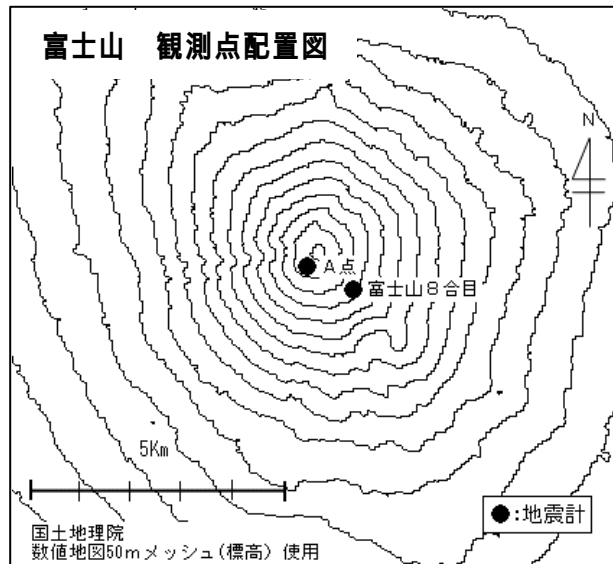 富士山 観測点配置図
N
A点
富士山8合目
5Km
●:地震計
国土地理院
数値地図50mメッシュ(標高) 使用